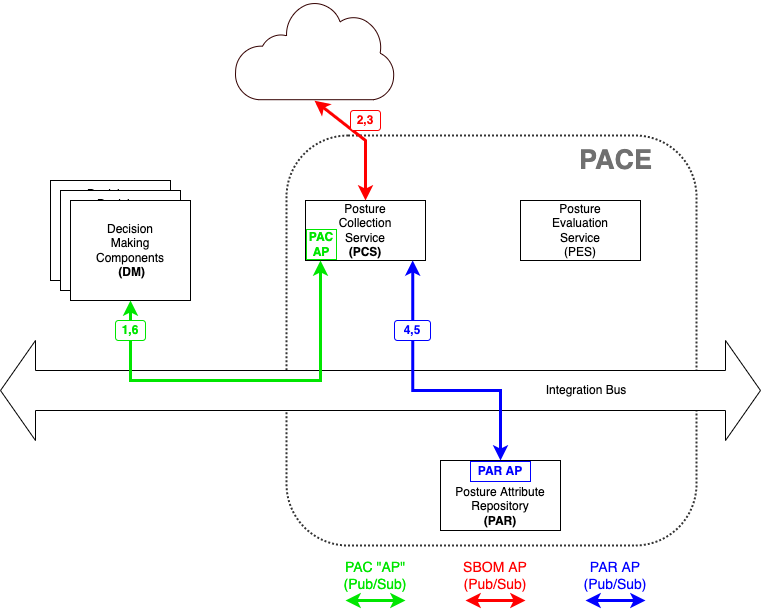 2,3
PACE
Decision
Making
Components
(DM)
Posture
Collection
Service
(PCS)
PAC
AP
Posture
Evaluation
Service
(PES)
1,6
4,5
Integration Bus
PAR AP
Posture Attribute
Repository
(PAR)
PAC "AP"
(Pub/Sub)
SBOM AP
(Pub/Sub)
PAR AP
(Pub/Sub)